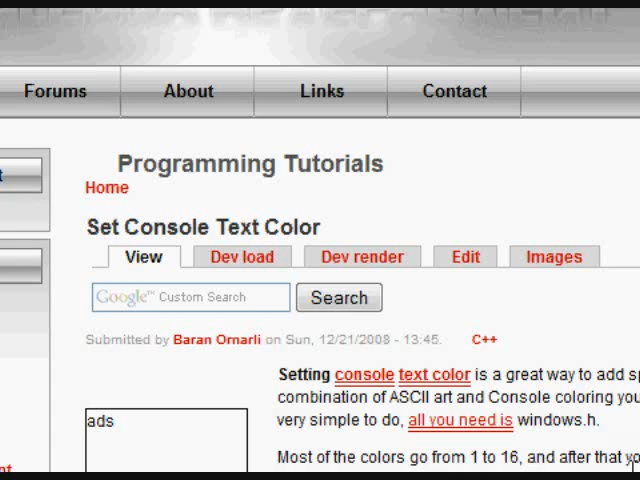 Forums About Links Contact
Programming Tutorials
Home
Set Console Text Color
View Dev load Dev render Edit Images
Google™ Custom Search Search
Submitted by Baran Ornarli on Sun, 12/21/2008 - 13:45. C++
Setting console text color is a great way to add
combination of ASCII art and Console coloring you
very simple to do, all you need is windows.h.
ads
Most of the colors go from 1 to 16, and after that